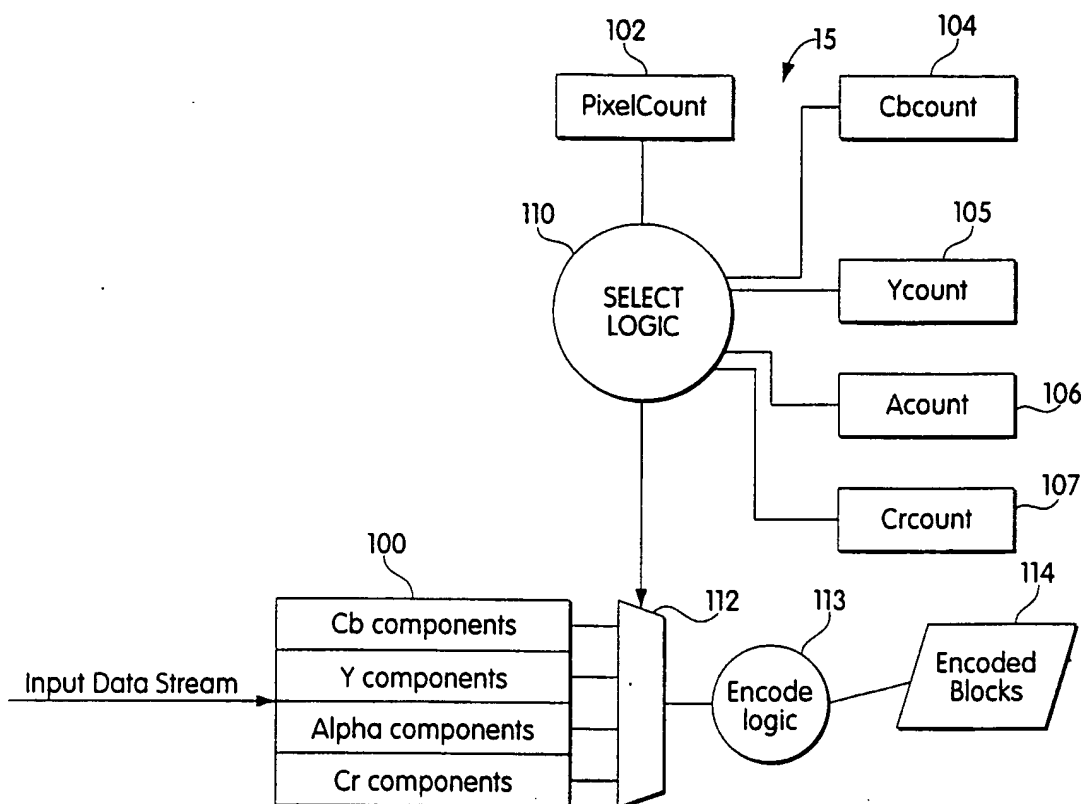 102
15
104
PixelCount
Cbcount
110
105
SELECT
LOGIC
Ycount
Acount
106
107
Crcount
100
112
113
114
Cb components
Input Data Stream
Y components
Encode
logic
Encoded
Blocks
Alpha components
Cr components